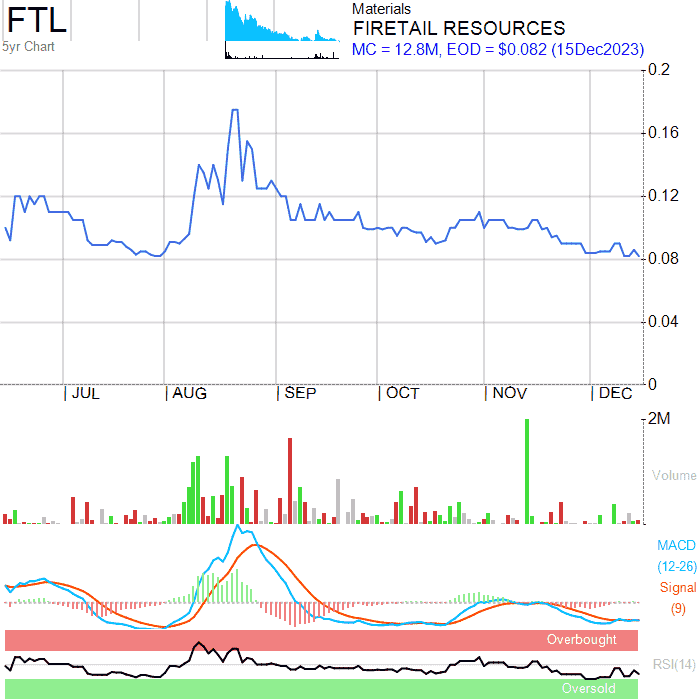 FTL
5yr Chart
Materials
FIRETAIL RESOURCES
MC = 12.8M, EOD = $0.082 (15Dec2023)
0.2
0.16
0.12
0.08
0.04
0
JUL AUG SEP OCT NOV DEC
2M
Volume
MACD
(12-26)
Signal
(9)
Overbought
RSI(14)
Oversold